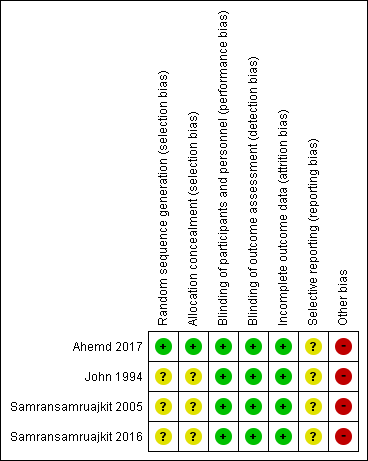 Random sequence generation (selection bias)
Allocation concealment (selection bias)
Blinding of participants and personnel (performance bias)
Blinding of outcome assessment (detection bias)
Incomplete outcome data (attrition bias)
Selective reporting (reporting bias)
Other bias
Ahemd 2017 + + + + + ? -
John 1994 ? ? + + + ? -
Samransamruajkit 2005 ? ? + + + ? -
Samransamruajkit 2016 ? ? + + + ? -